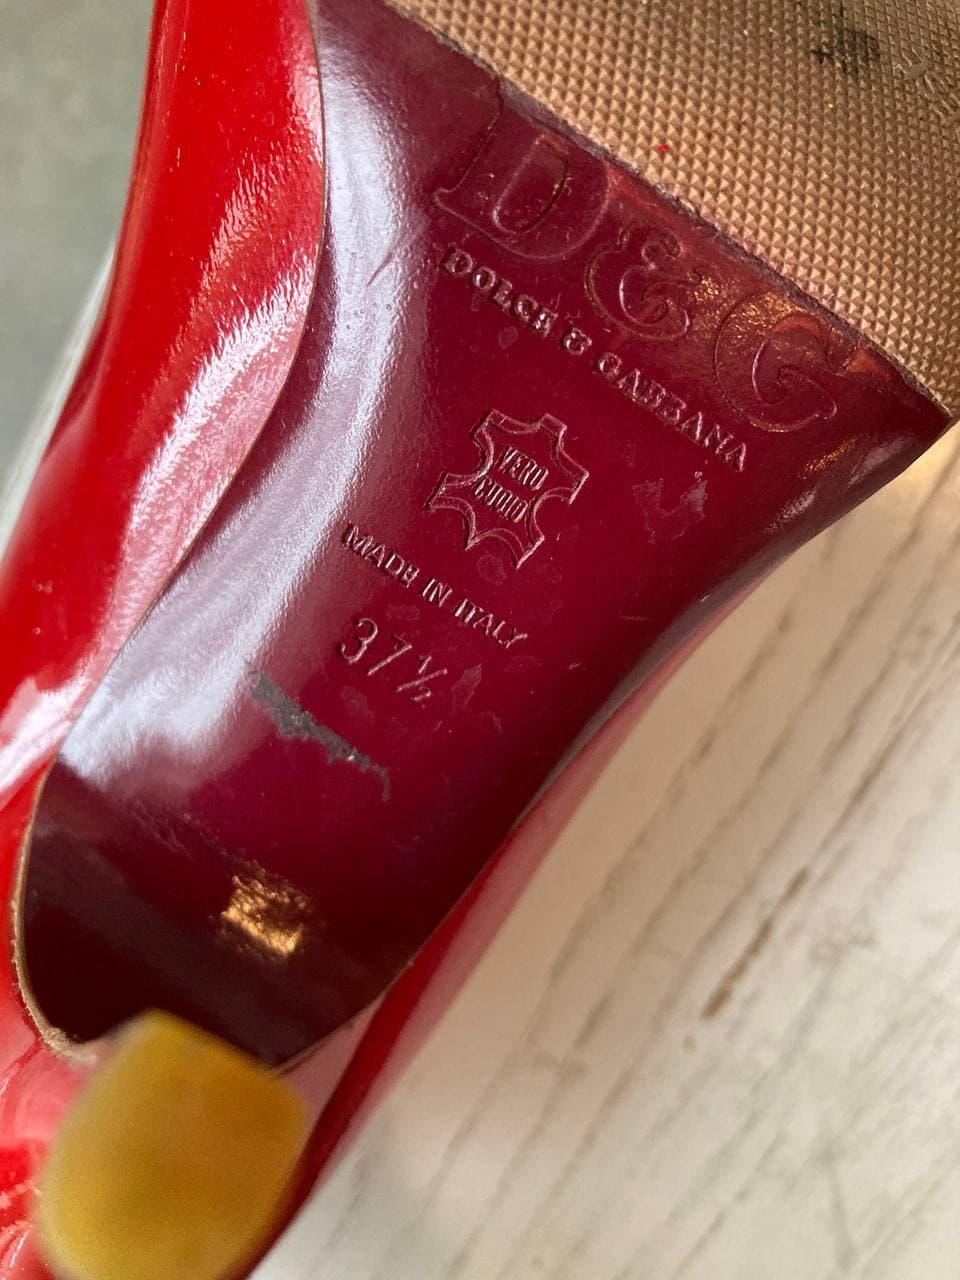 D&G
DOLCE & GABBANA
VERO
CUOIO
MADE IN ITALY
37½